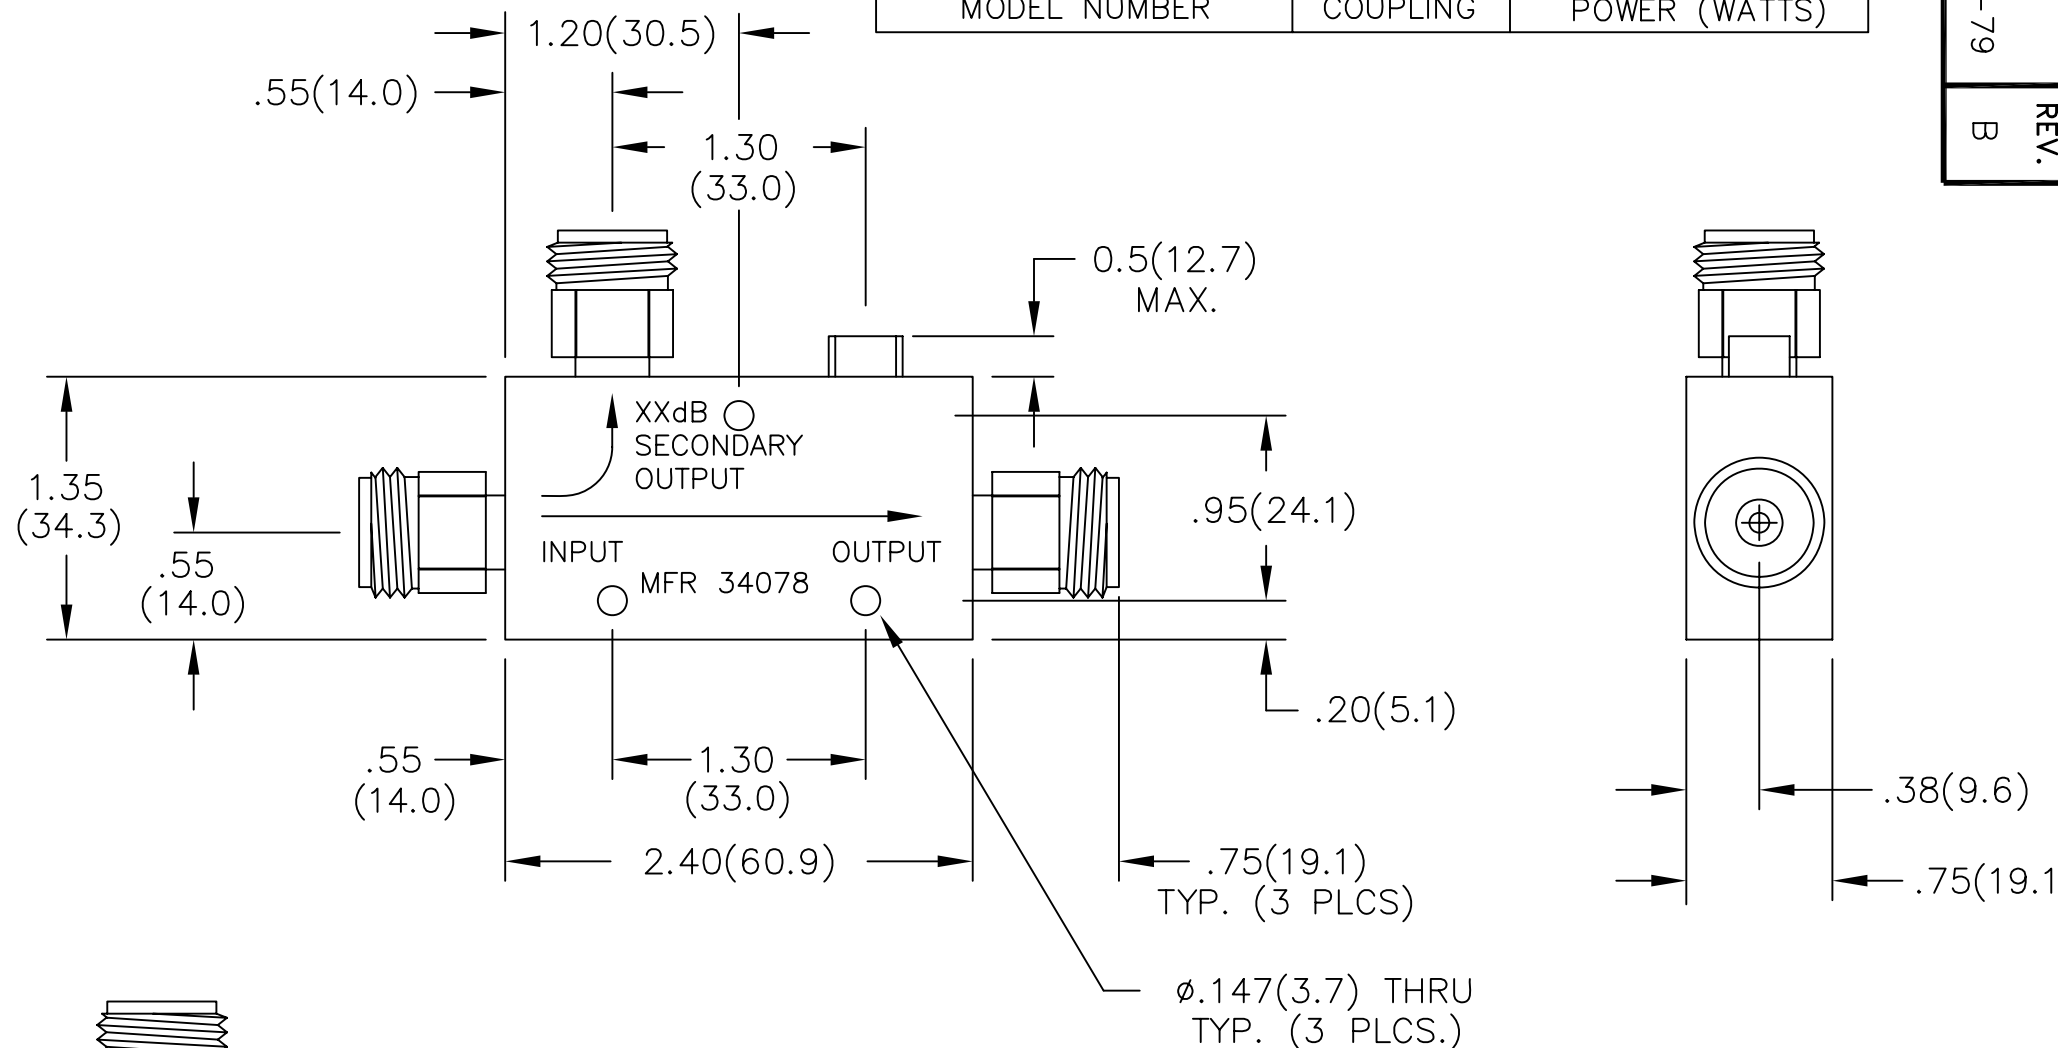 MODEL NUMBER COUPLING POWER (WATTS)
-79
REV.
B
1.20(30.5)
.55(14.0)
1.30
(33.0)
0.5(12.7)
MAX.
XXdB
SECONDARY
OUTPUT
INPUT OUTPUT
MFR 34078
1.35
(34.3)
.55
(14.0)
.95(24.1)
.20(5.1)
.55
(14.0)
1.30
(33.0)
2.40(60.9)
.75(19.1)
TYP. (3 PLCS)
ø.147(3.7) THRU
TYP. (3 PLCS.)
.38(9.6)
.75(19.1